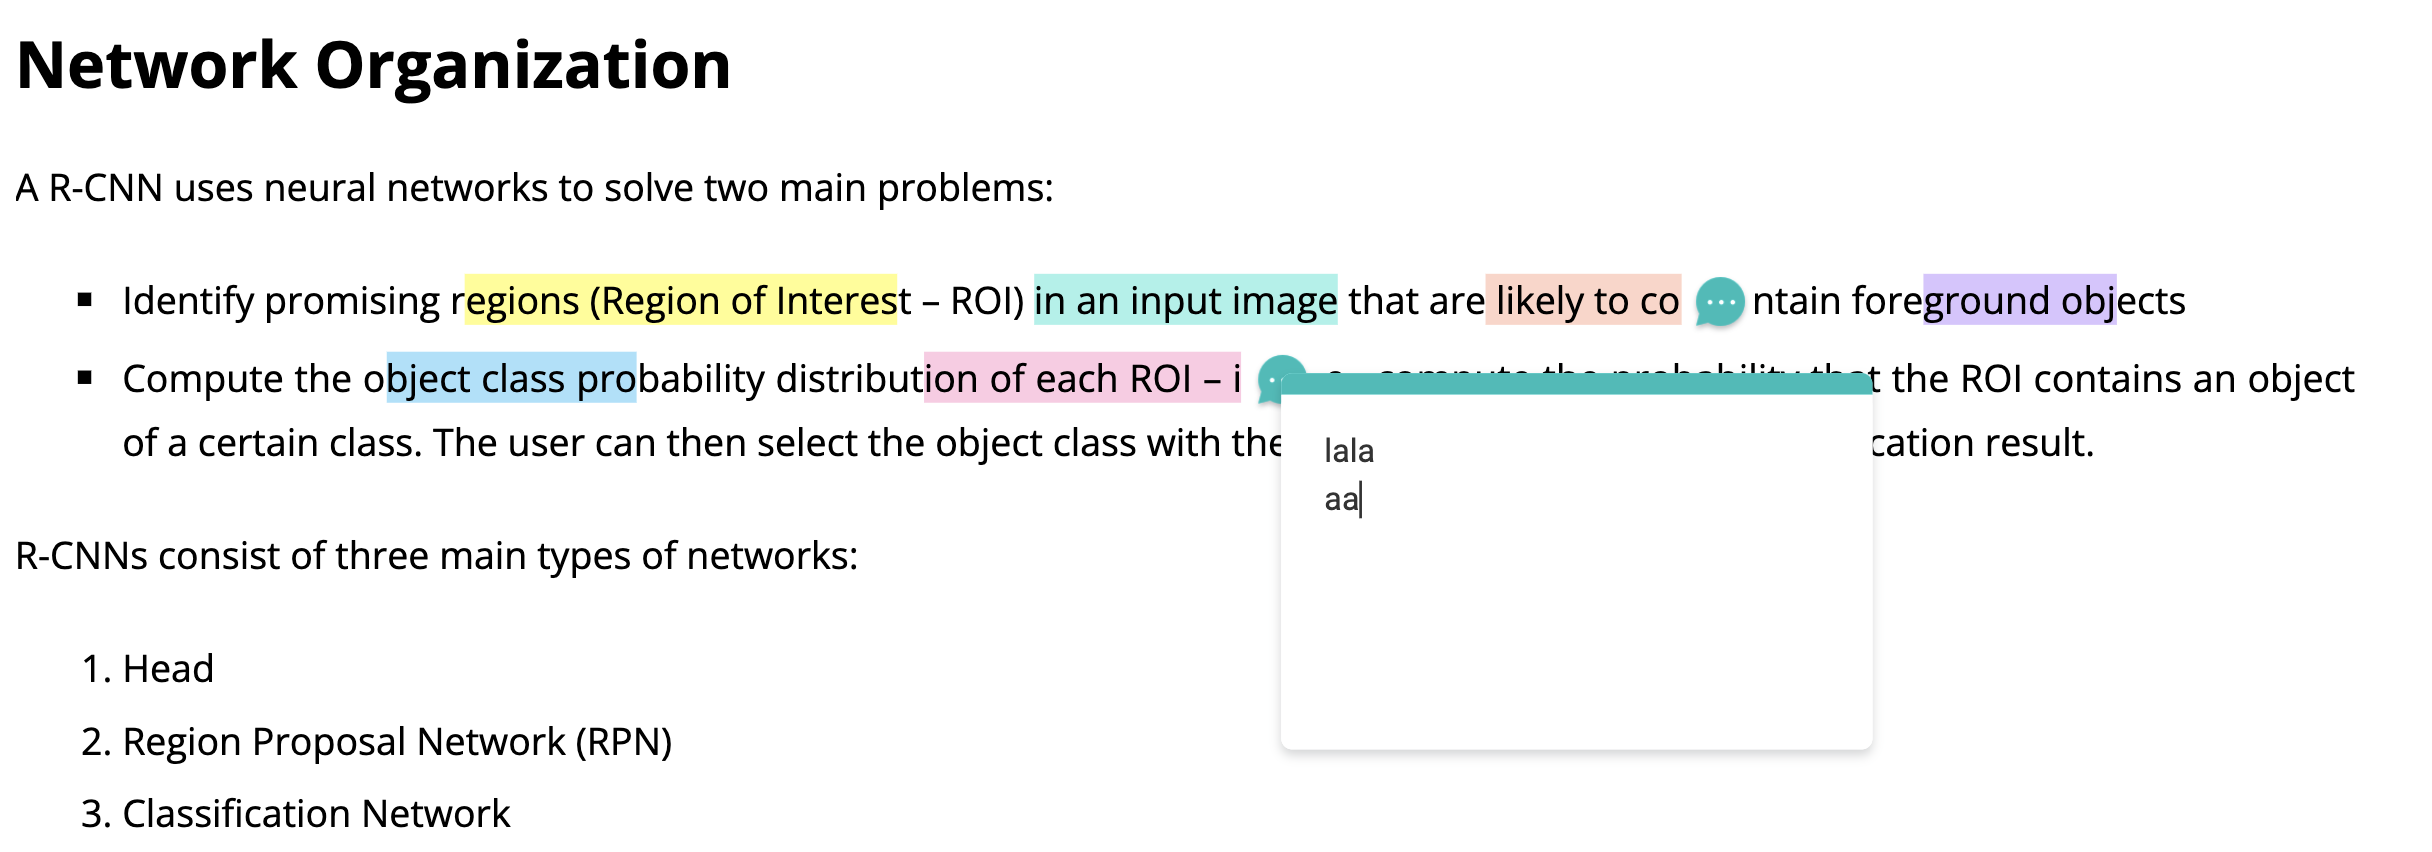 Network Organization
A R-CNN uses neural networks to solve two main problems:
▪ Identify promising regions (Region of Interest – ROI) in an input image that are likely to co ntain foreground objects
▪ Compute the object class probability distribution of each ROI – i e., compute the probability that the ROI contains an object
of a certain class. The user can then select the object class with the cation result.
lala
aa
R-CNNs consist of three main types of networks:
1. Head
2. Region Proposal Network (RPN)
3. Classification Network